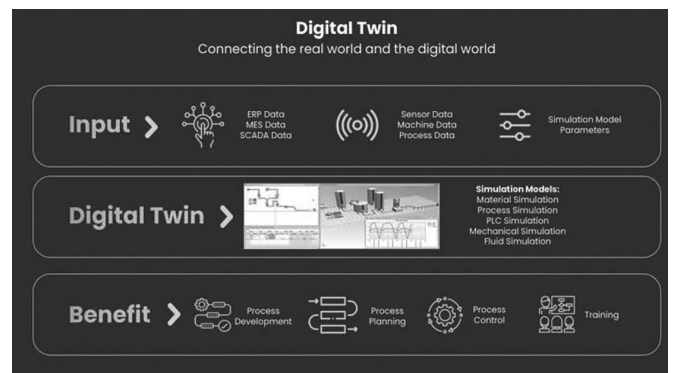 Digital Twin
Connecting the real world and the digital world
Input
ERP Data
MES Data
SCADA Data
Sensor Data
Machine Data
Process Data
Simulation Model
Parameters
Digital Twin
Simulation Models:
Material Simulation
Process Simulation
PLC Simulation
Mechanical Simulation
Fluid Simulation
Benefit
Process
Development
Process
Planning
Process
Control
Training